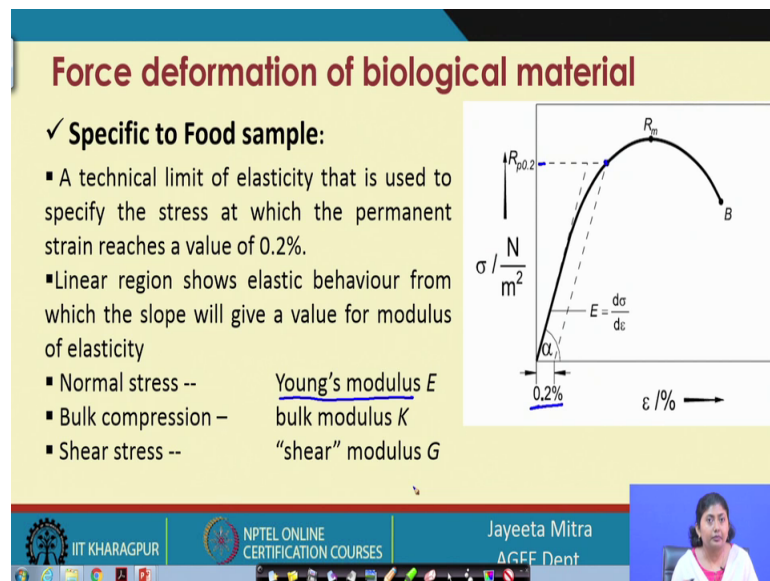 Force deformation of biological material
✓ Specific to Food sample:
▪ A technical limit of elasticity that is used to
specify the stress at which the permanent
strain reaches a value of 0.2%.
▪Linear region shows elastic behaviour from
which the slope will give a value for modulus
of elasticity
▪ Normal stress -- Young's modulus E
▪ Bulk compression – bulk modulus K
▪ Shear stress -- "shear" modulus G
Rm
Rp0.2
B
σ / N/m²
E = dσ/dε
α
0.2%
ε /%
IIT KHARAGPUR
NPTEL ONLINE
CERTIFICATION COURSES
Jayeeta Mitra
AGFE Dept